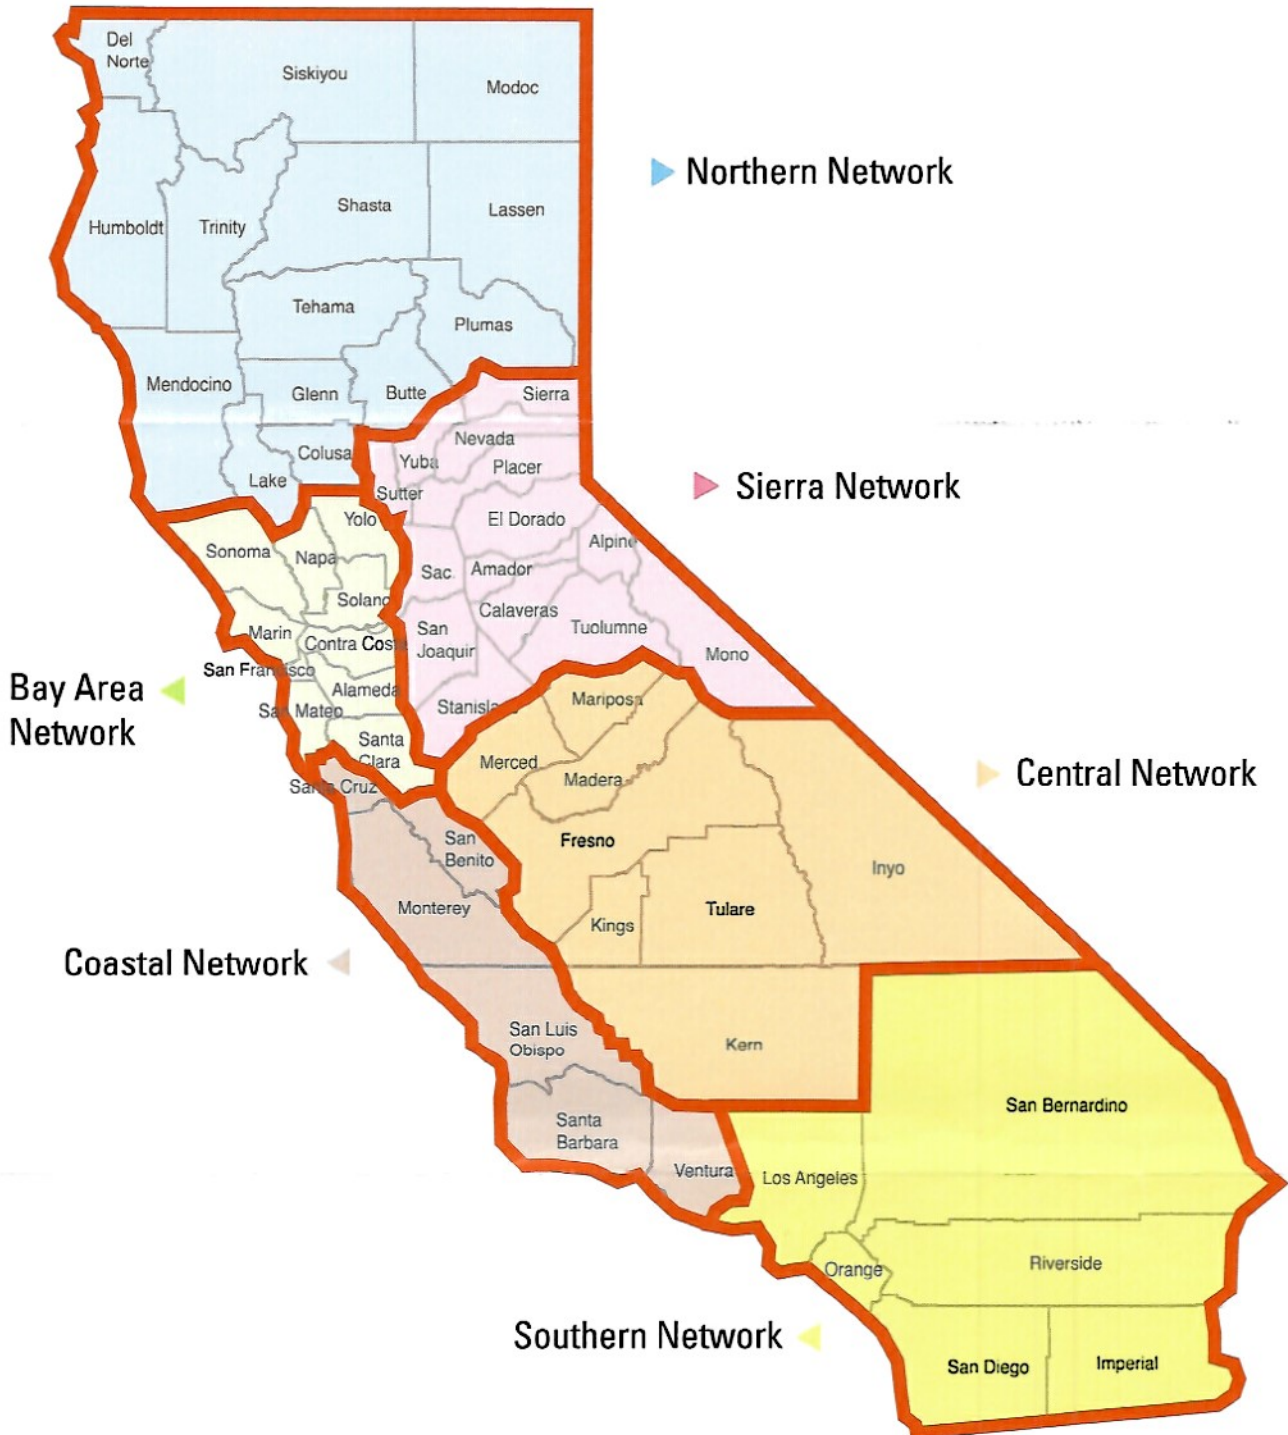 Del
Norte
Siskiyou
Modoc
Northern Network
Shasta
Lassen
Humboldt
Trinity
Tehama
Plumas
Mendocino
Glenn
Butte
Sierra
Nevada
Colusa
Yuba
Placer
Lake
Sutter
Sierra Network
Yolo
El Dorado
Sonoma
Napa
Alpine
Sac.
Amador
Solano
Calaveras
Marin
Contra Costa
San
Joaquin
Tuolumne
Mono
San Francisco
Bay Area
Network
Alameda
San Mateo
Stanisla
Mariposa
Santa
Clara
Merced
Madera
Central Network
Santa Cruz
San
Benito
Fresno
Inyo
Monterey
Kings
Tulare
Coastal Network
San Luis
Obispo
Kern
San Bernardino
Santa
Barbara
Ventura
Los Angeles
Orange
Riverside
Southern Network
San Diego
Imperial